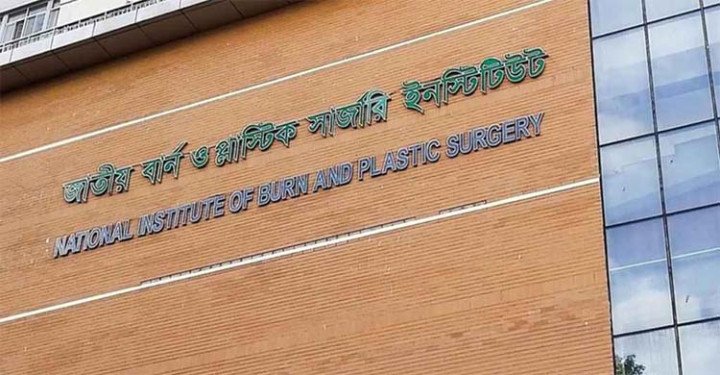 জাতীয় বার্ন ও প্লাস্টিক সার্জারি ইনস্টিটিউট
NATIONAL INSTITUTE OF BURN AND PLASTIC SURGERY